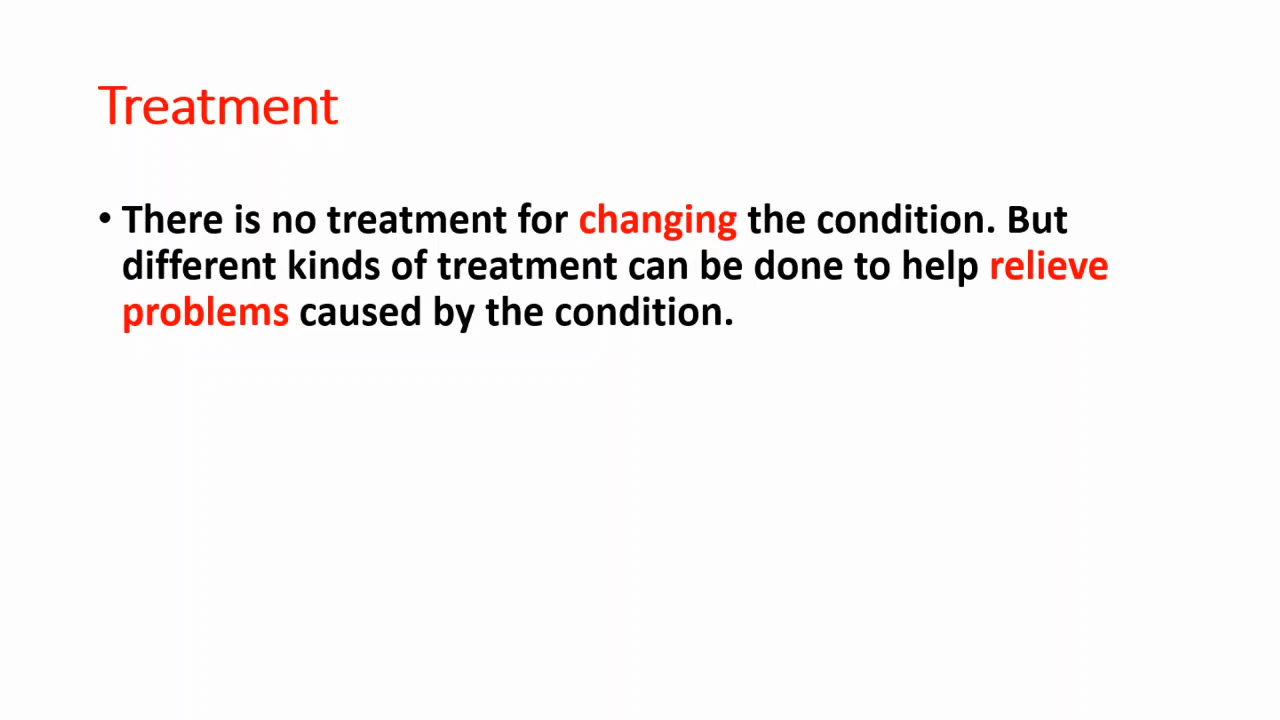 Treatment
• There is no treatment for changing the condition. But
different kinds of treatment can be done to help relieve
problems caused by the condition.